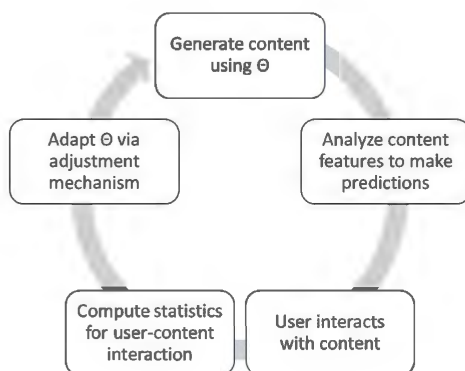 Generate content
using Θ
Analyze content
features to make
predictions
User interacts
with content
Compute statistics
for user-content
interaction
Adapt Θ via
adjustment
mechanism